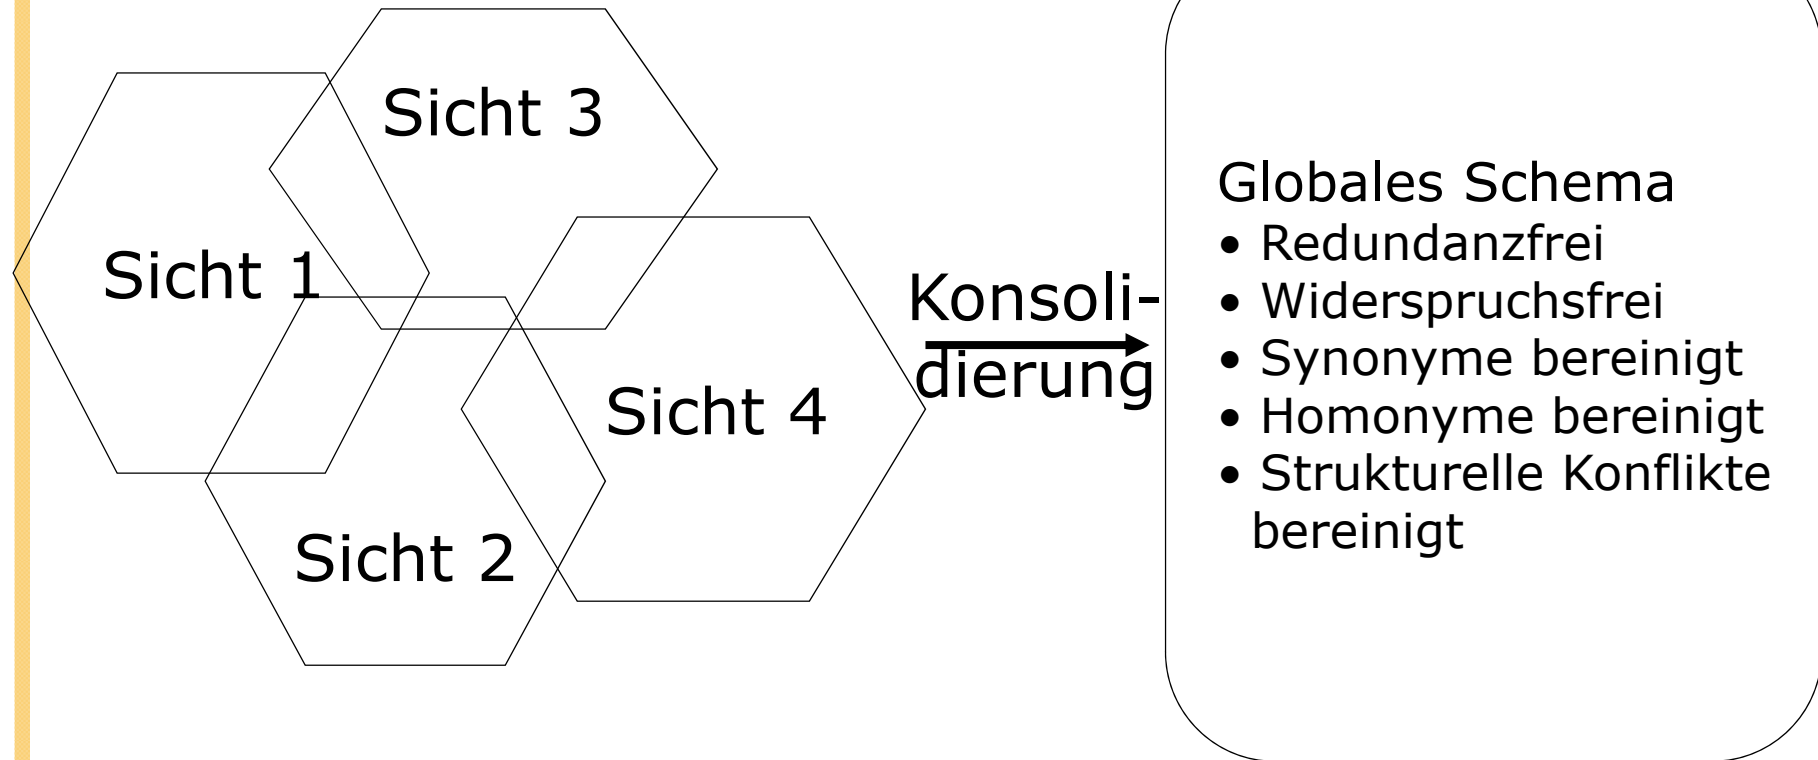 Sicht 3
Sicht 1
Sicht 4
Sicht 2
Konsoli-
dierung
Globales Schema
• Redundanzfrei
• Widerspruchsfrei
• Synonyme bereinigt
• Homonyme bereinigt
• Strukturelle Konflikte
bereinigt